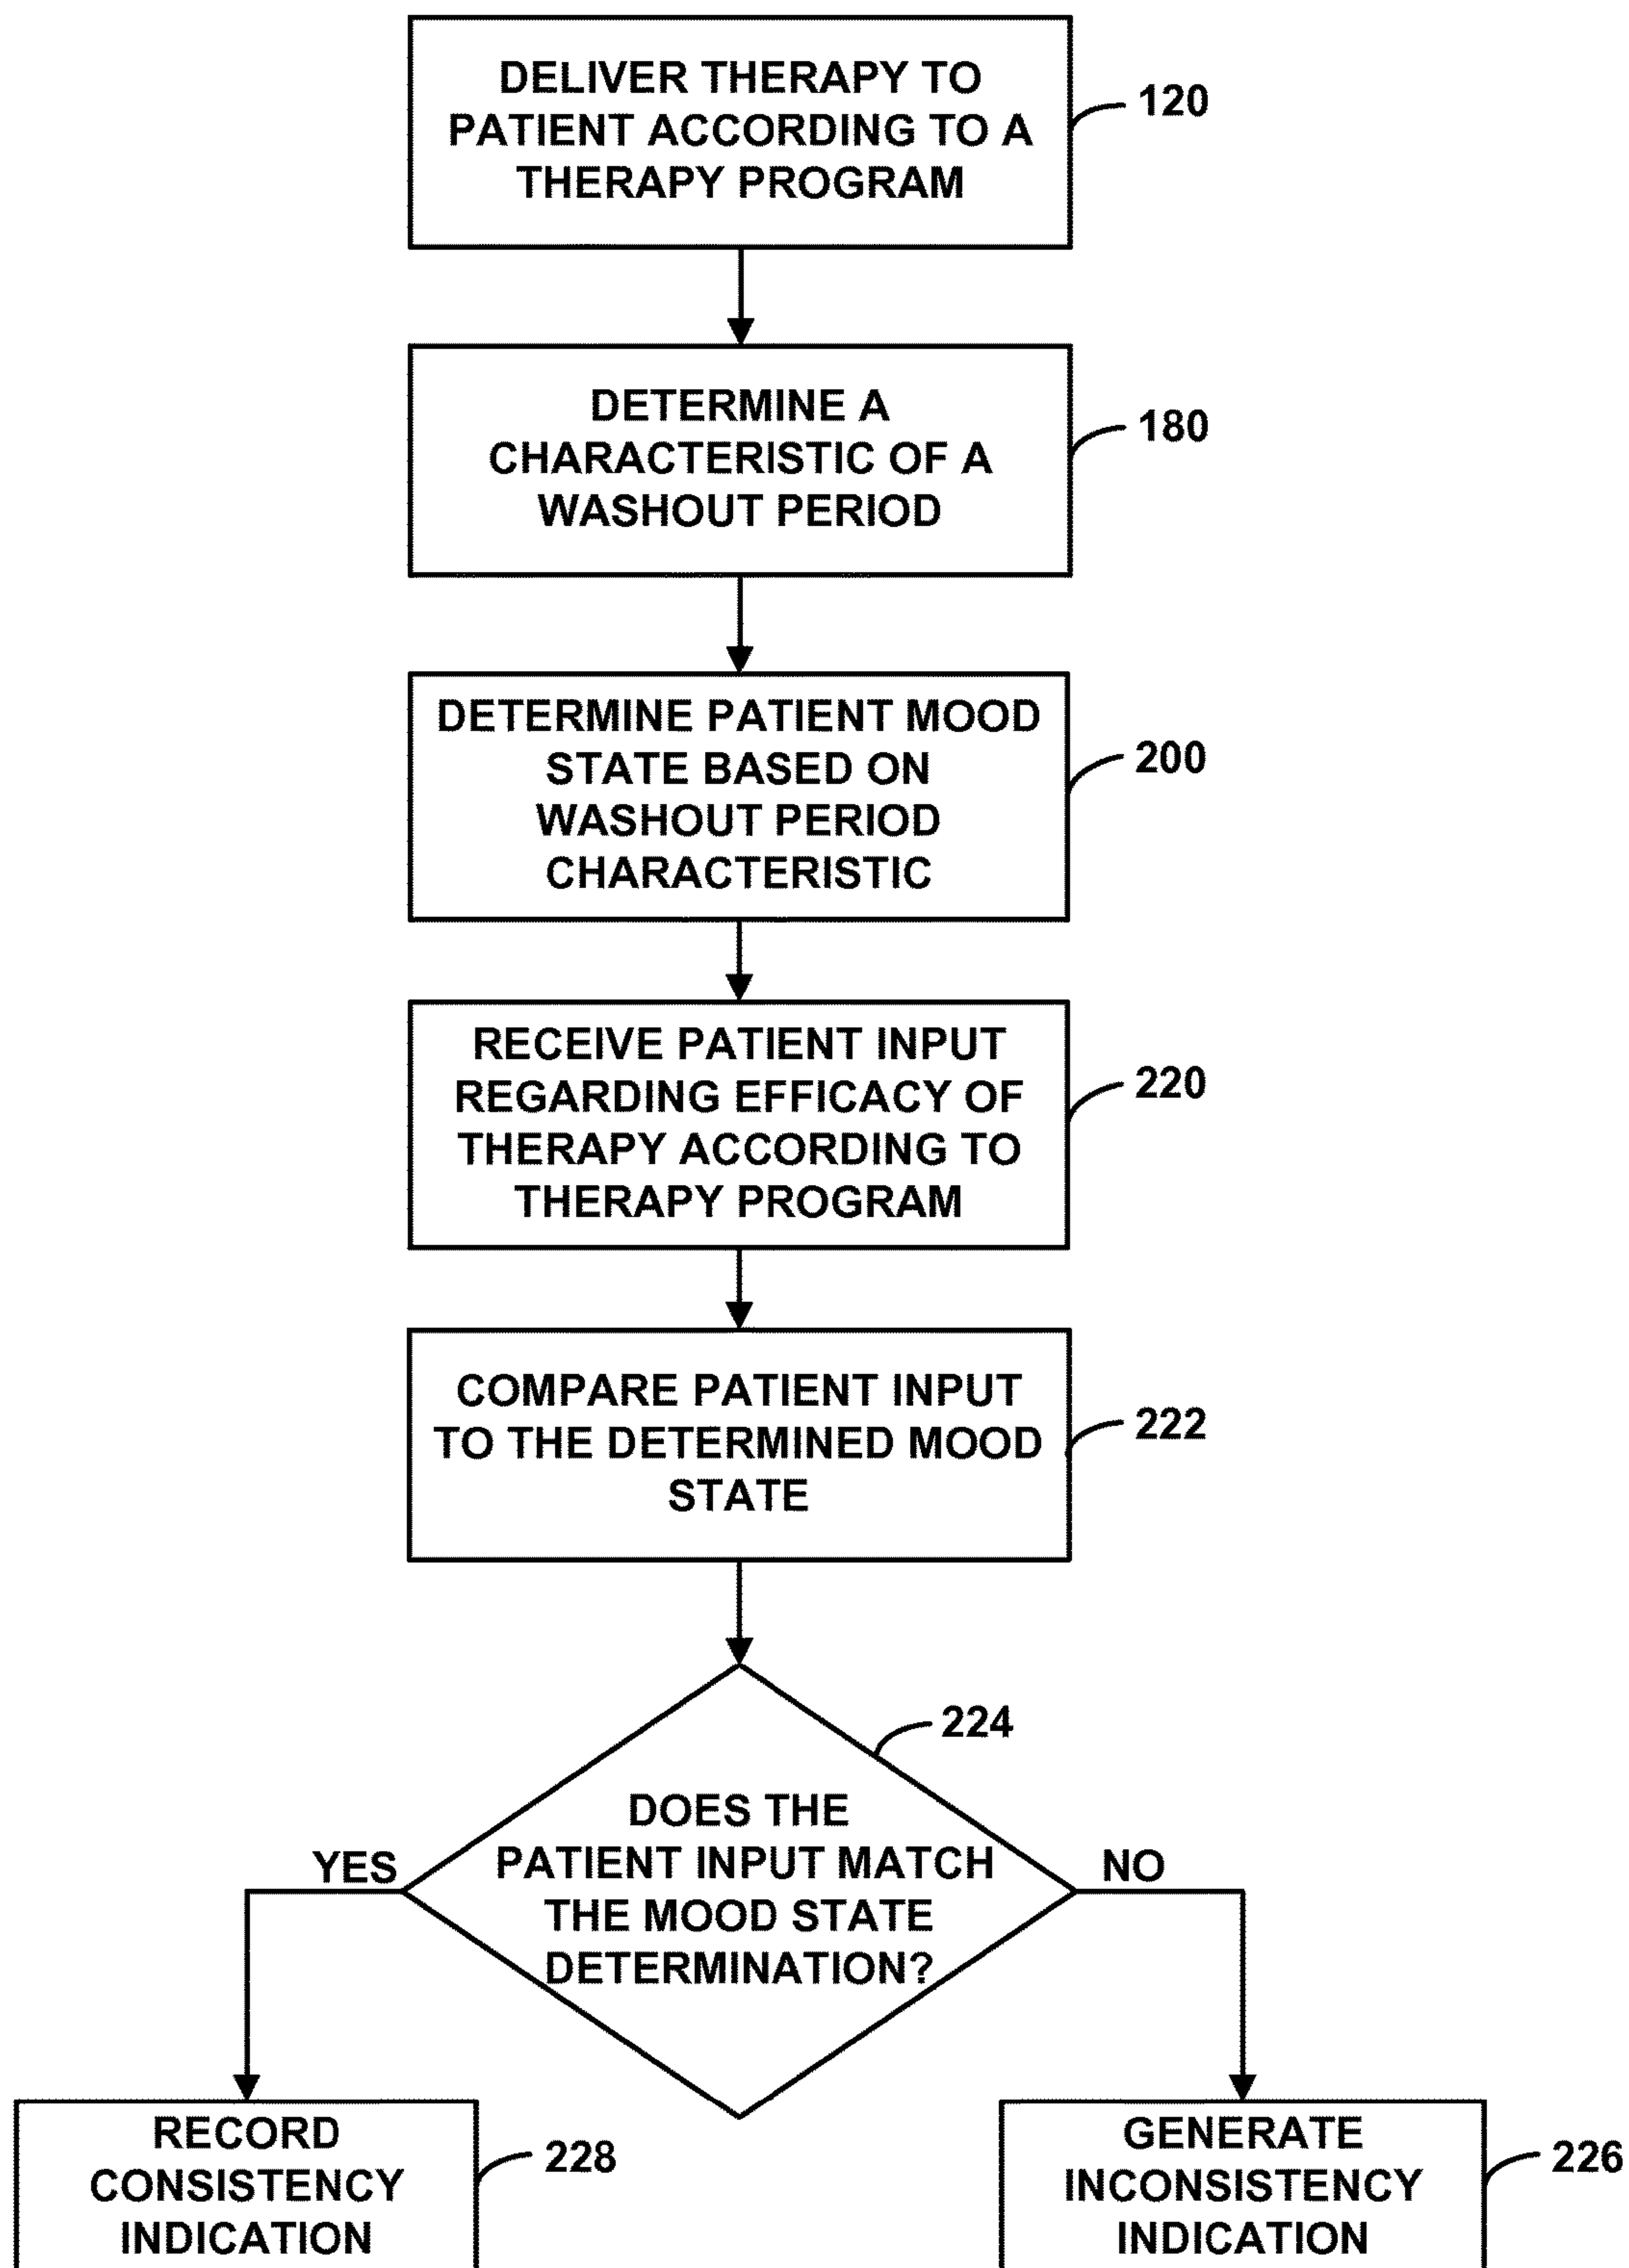 DELIVER THERAPY TO
PATIENT ACCORDING TO A
THERAPY PROGRAM
120
DETERMINE A
CHARACTERISTIC OF A
WASHOUT PERIOD
180
DETERMINE PATIENT MOOD
STATE BASED ON
WASHOUT PERIOD
CHARACTERISTIC
200
RECEIVE PATIENT INPUT
REGARDING EFFICACY OF
THERAPY ACCORDING TO
THERAPY PROGRAM
220
COMPARE PATIENT INPUT
TO THE DETERMINED MOOD
STATE
222
224
DOES THE
PATIENT INPUT MATCH
THE MOOD STATE
DETERMINATION?
YES
NO
RECORD
CONSISTENCY
INDICATION
228
GENERATE
INCONSISTENCY
INDICATION
226